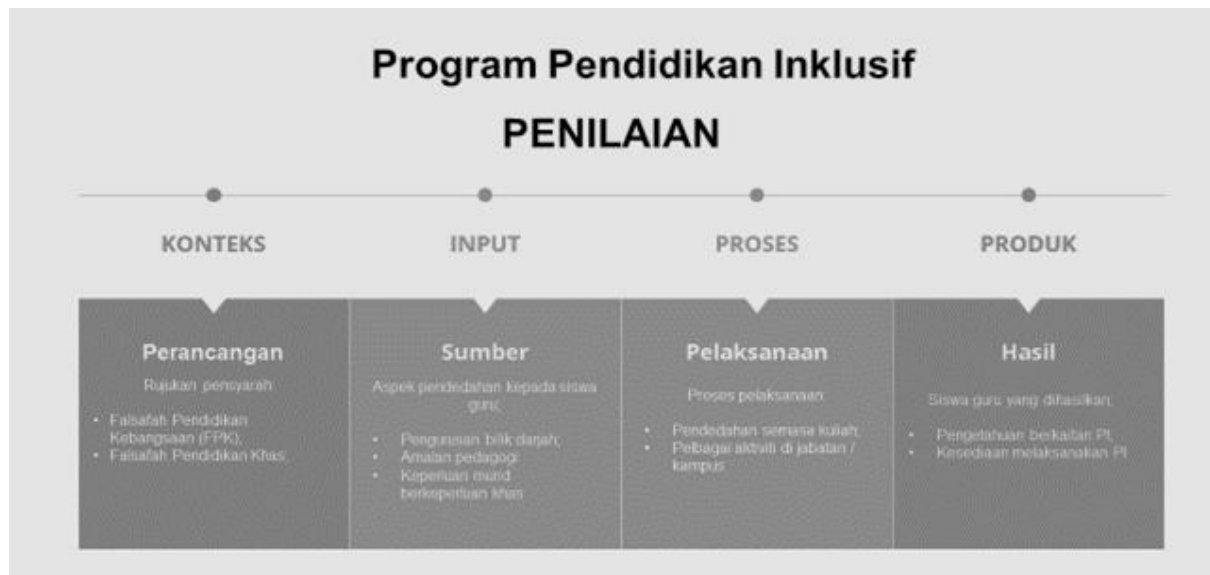 Program Pendidikan Inklusif
PENILAIAN
KONTEKS
INPUT
PROSES
PRODUK
Perancangan
Rujukan pensyarah
• Falsafah Pendidikan
Kebangsaan (FPK),
• Falsafah Pendidikan Khas,
Sumber
Aspek pendedahan kepada siswa
guru;
• Pengurusan bilik darjah;
• Amalan pedagogi
• Keperluan murid
berkeperluan khas
Pelaksanaan
Proses pelaksanaan:
• Pendedahan semasa kuliah;
• Pelbagai aktiviti di jabatan /
kampus
Hasil
Siswa guru yang dihasilkan;
• Pengetahuan berkaitan PI,
• Kesediaan melaksanakan PI